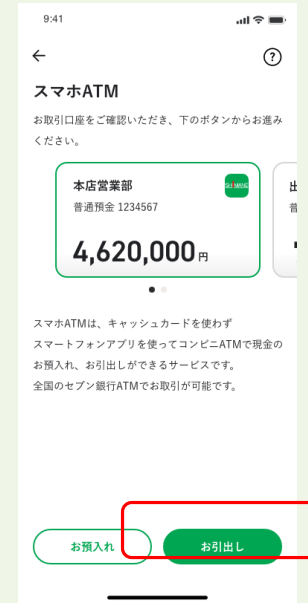 9:41
スマホATM
お取引口座をご確認いただき、下のボタンからお進み
ください。
本店営業部
普通預金 1234567
4,620,000円
出
普
スマホATMは、キャッシュカードを使わず
スマートフォンアプリを使ってコンビニATMで現金の
お預入れ、お引出しができるサービスです。
全国のセブン銀行ATMでお取引が可能です。
お預入れ
お引出し